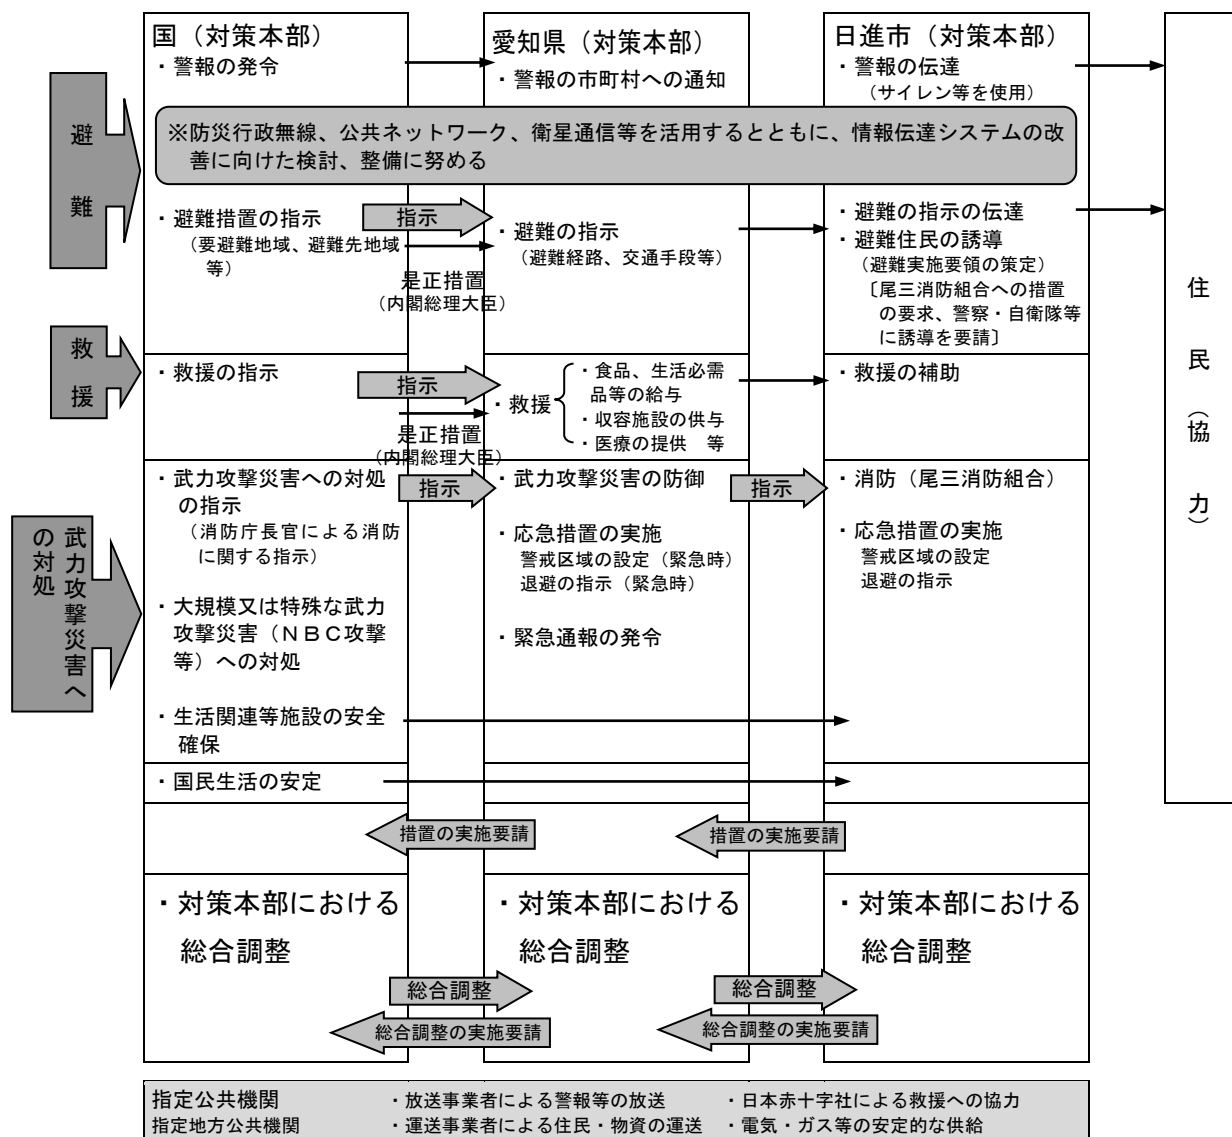 国（対策本部）
・警報の発令
愛知県（対策本部）
・警報の市町村への通知
日進市（対策本部）
・警報の伝達
（サイレン等を使用）
避難
※防災行政無線、公共ネットワーク、衛星通信等を活用するとともに、情報伝達システムの改
善に向けた検討、整備に努める
・避難措置の指示
（要避難地域、避難先地域
等）
指示
是正措置
（内閣総理大臣）
・避難の指示
（避難経路、交通手段等）
・避難の指示の伝達
・避難住民の誘導
（避難実施要領の策定）
〔尾三消防組合への措置
の要求、警察・自衛隊等
に誘導を要請〕
住民（協力）
救援
・救援の指示
指示
是正措置
（内閣総理大臣）
・救援
・食品、生活必需
品等の給与
・収容施設の供与
・医療の提供　等
・救援の補助
武力攻撃災害へ
の対処
・武力攻撃災害への対処
の指示
（消防庁長官による消防
に関する指示）
指示
・武力攻撃災害の防御
指示
・消防（尾三消防組合）
・応急措置の実施
警戒区域の設定（緊急時）
退避の指示（緊急時）
・応急措置の実施
警戒区域の設定
退避の指示
・大規模又は特殊な武力
攻撃災害（ＮＢＣ攻撃
等）への対処
・緊急通報の発令
・生活関連等施設の安全
確保
・国民生活の安定
措置の実施要請
措置の実施要請
・対策本部における
総合調整
・対策本部における
総合調整
・対策本部における
総合調整
総合調整
総合調整
総合調整の実施要請
総合調整の実施要請
指定公共機関　・放送事業者による警報等の放送　・日本赤十字社による救援への協力
指定地方公共機関　・運送事業者による住民・物資の運送　・電気・ガス等の安定的な供給